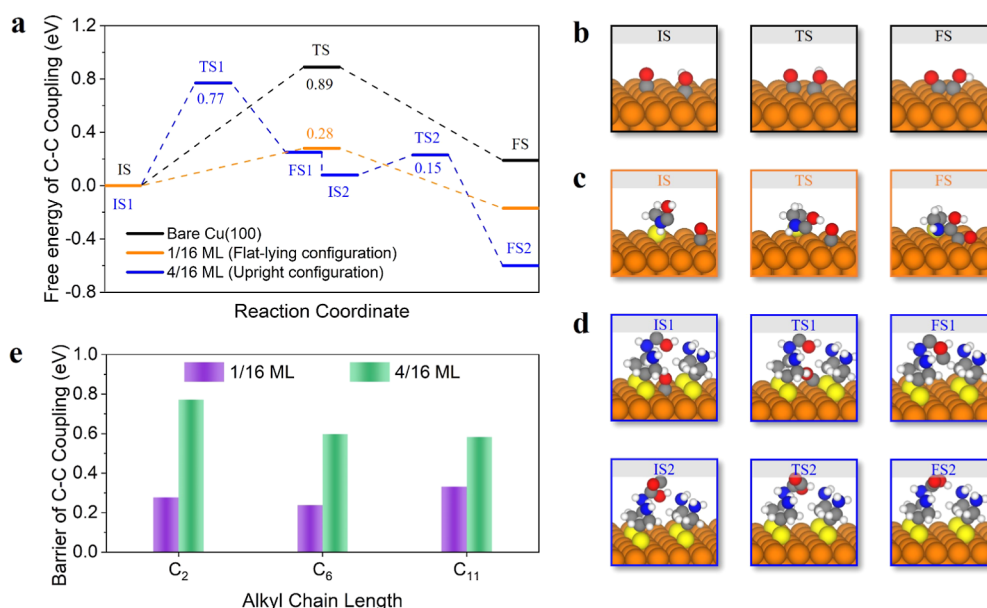 a
Free energy of C-C Coupling (eV)
1.2
0.8
0.4
0.0
-0.4
-0.8
TS1
0.77
TS
0.89
0.28
TS2
0.15
IS
IS1
FS1
IS2
FS
FS2
Bare Cu(100)
1/16 ML (Flat-lying configuration)
4/16 ML (Upright configuration)
Reaction Coordinate
b
IS
TS
FS
c
IS
TS
FS
d
IS1
TS1
FS1
IS2
TS2
FS2
e
Barrier of C-C Coupling (eV)
1.0
0.8
0.6
0.4
0.2
0.0
1/16 ML
4/16 ML
C₂
C₆
C₁₁
Alkyl Chain Length